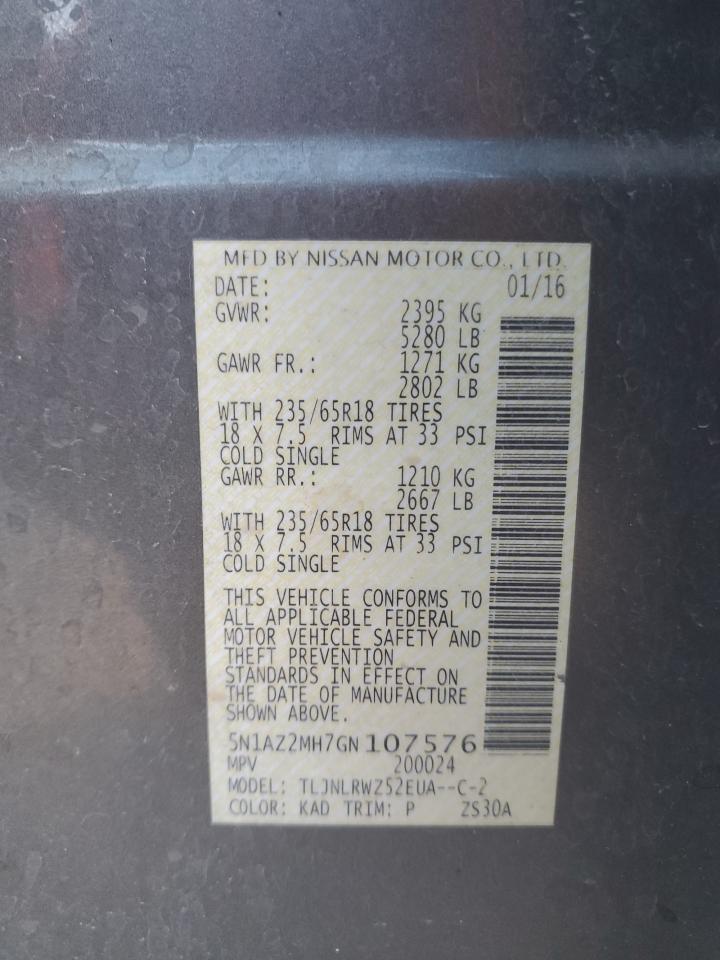 MFD BY NISSAN MOTOR CO., LTD.
DATE: 01/16
GVWR: 2395 KG
5280 LB
GAWR FR.: 1271 KG
2802 LB
WITH 235/65R18 TIRES
18 X 7.5 RIMS AT 33 PSI
COLD SINGLE
GAWR RR.: 1210 KG
2667 LB
WITH 235/65R18 TIRES
18 X 7.5 RIMS AT 33 PSI
COLD SINGLE
THIS VEHICLE CONFORMS TO
ALL APPLICABLE FEDERAL
MOTOR VEHICLE SAFETY AND
THEFT PREVENTION
STANDARDS IN EFFECT ON
THE DATE OF MANUFACTURE
SHOWN ABOVE.
5N1AZ2MH7GN107576
MPV 200024
MODEL: TLJNLRWZ52EUA--C-2
COLOR: KAD TRIM: P ZS30A